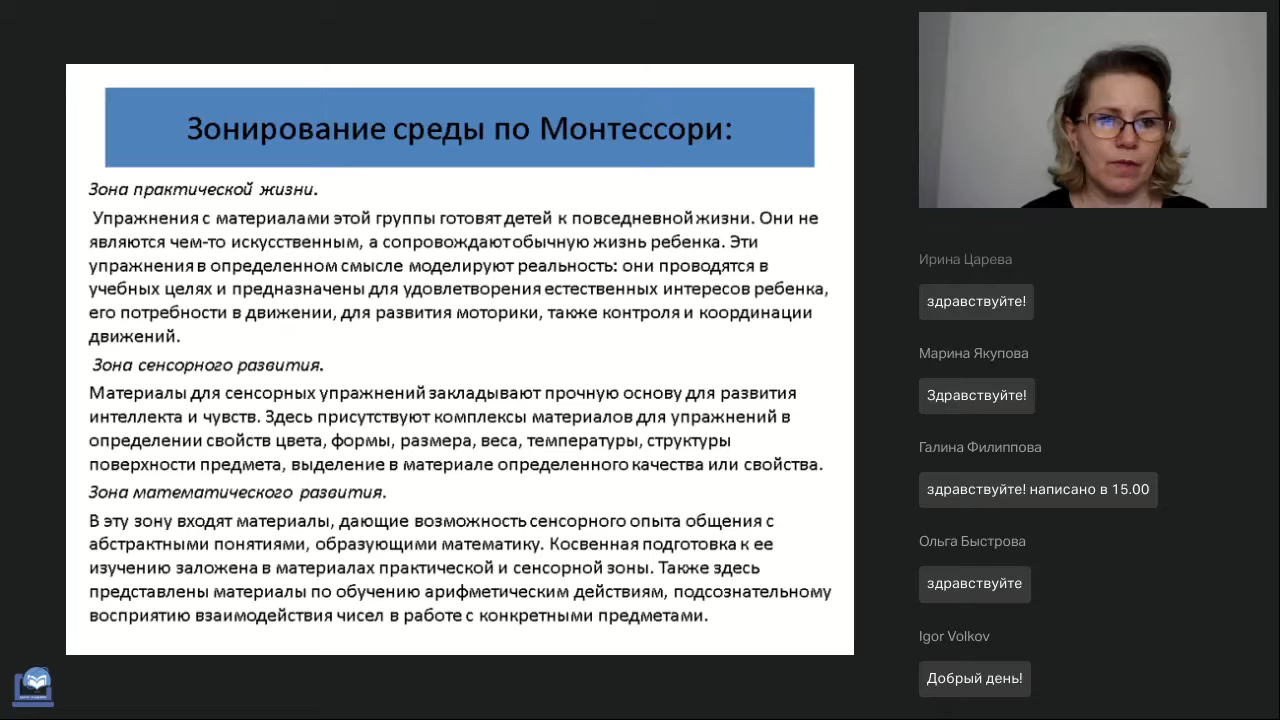 Зонирование среды по Монтессори:
Зона практической жизни.
Упражнения с материалами этой группы готовят детей к повседневной жизни. Они не
являются чем-то искусственным, а сопровождают обычную жизнь ребенка. Эти
упражнения в определенном смысле моделируют реальность: они проводятся в
учебных целях и предназначены для удовлетворения естественных интересов ребенка,
его потребности в движении, для развития моторики, также контроля и координации
движений.
Зона сенсорного развития.
Материалы для сенсорных упражнений закладывают прочную основу для развития
интеллекта и чувств. Здесь присутствуют комплексы материалов для упражнений в
определении свойств цвета, формы, размера, веса, температуры, структуры
поверхности предмета, выделение в материале определенного качества или свойства.
Зона математического развития.
В эту зону входят материалы, дающие возможность сенсорного опыта общения с
абстрактными понятиями, образующими математику. Косвенная подготовка к ее
изучению заложена в материалах практической и сенсорной зоны. Также здесь
представлены материалы по обучению арифметическим действиям, подсознательному
восприятию взаимодействия чисел в работе с конкретными предметами.
Ирина Царева
здравствуйте!
Марина Якупова
Здравствуйте!
Галина Филиппова
здравствуйте! написано в 15.00
Ольга Быстрова
здравствуйте
Igor Volkov
Добрый день!